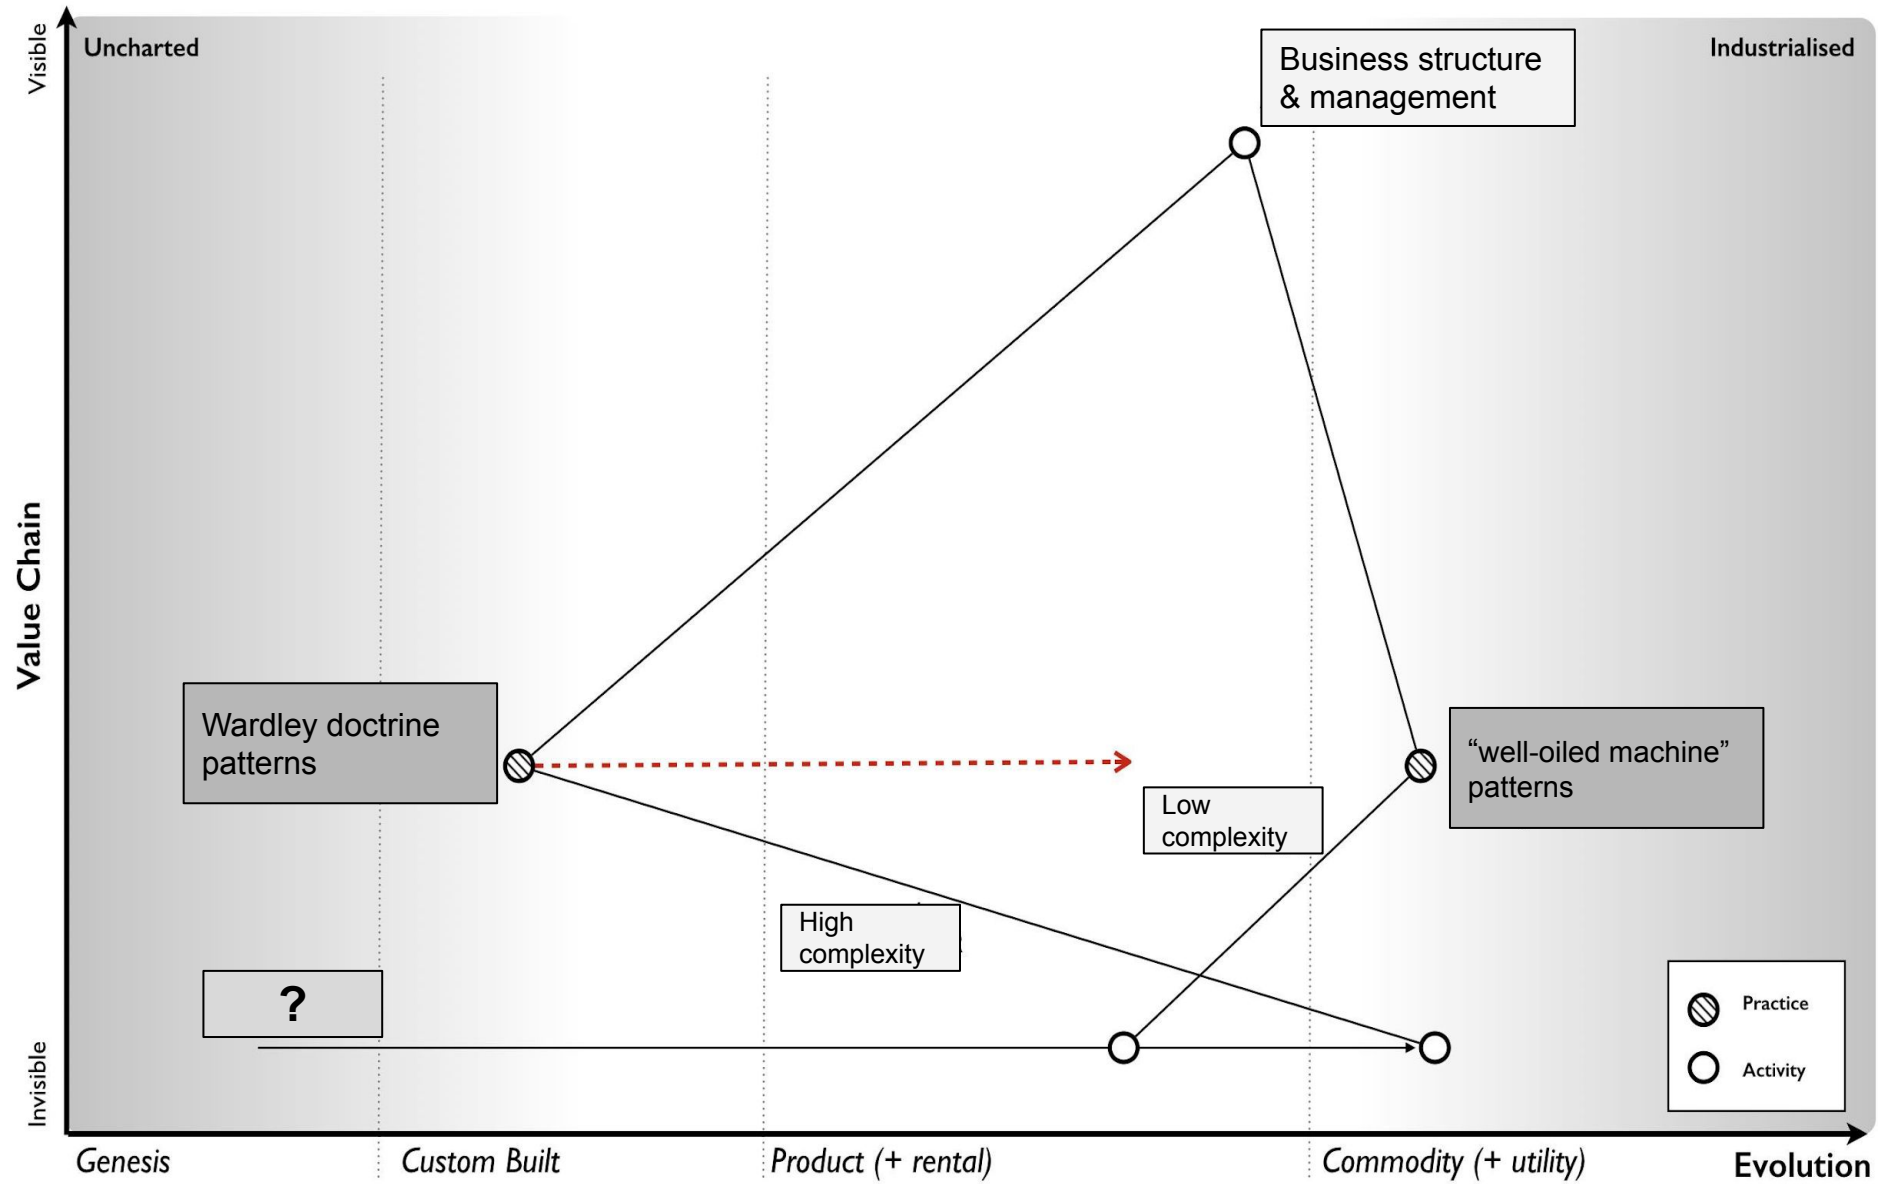 Visible
Uncharted
Business structure
& management
Industrialised
Value Chain
Wardley doctrine
patterns
“well-oiled machine”
patterns
Low
complexity
High
complexity
?
Practice
Activity
Invisible
Genesis
Custom Built
Product (+ rental)
Commodity (+ utility)
Evolution